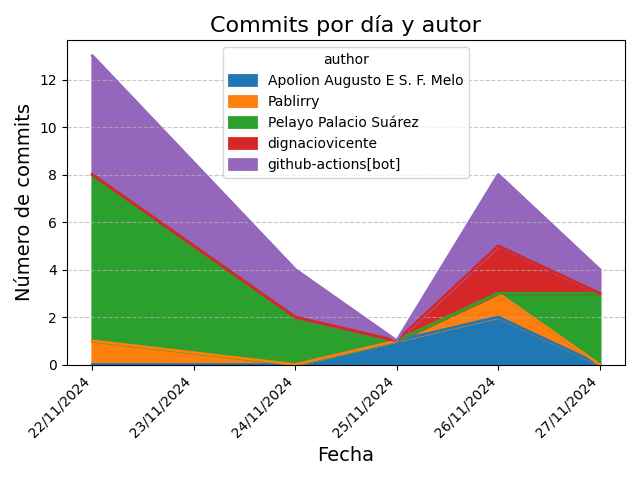 Commits por día y autor
Número de commits
12
10
8
6
4
2
0
author
Apolion Augusto E S. F. Melo
Pablirry
Pelayo Palacio Suárez
dignaciovicente
github-actions[bot]
22/11/2024
23/11/2024
24/11/2024
25/11/2024
26/11/2024
27/11/2024
Fecha